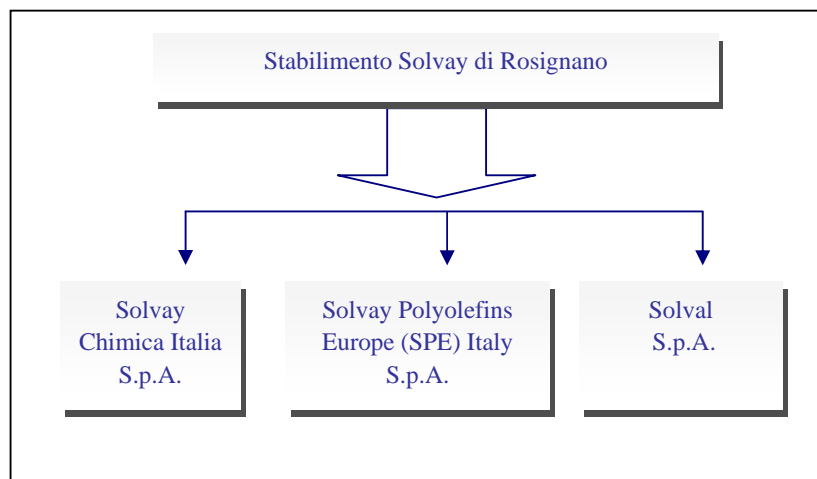 Stabilimento Solvay di Rosignano
Solvay
Chimica Italia
S.p.A.
Solvay Polyolefins
Europe (SPE) Italy
S.p.A.
Solval
S.p.A.